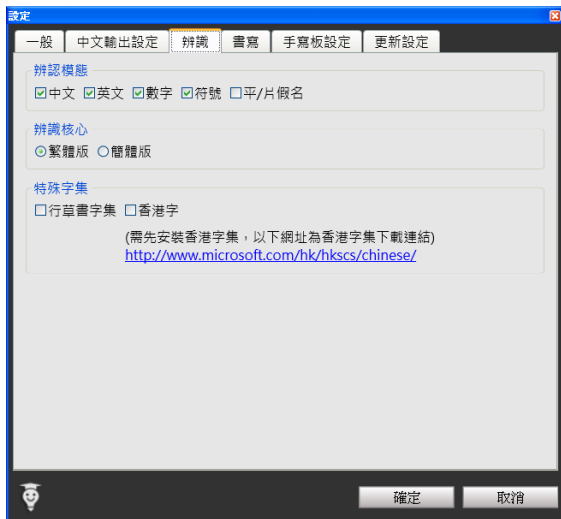 設定
一般 中文輸出設定 辨識 書寫 手寫板設定 更新設定
辨認模態
中文 英文 數字 符號 平/片假名
辨識核心
繁體版 簡體版
特殊字集
行草書字集 香港字
(需先安裝香港字集，以下網址為香港字集下載連結)
http://www.microsoft.com/hk/hkscs/chinese/
確定 取消